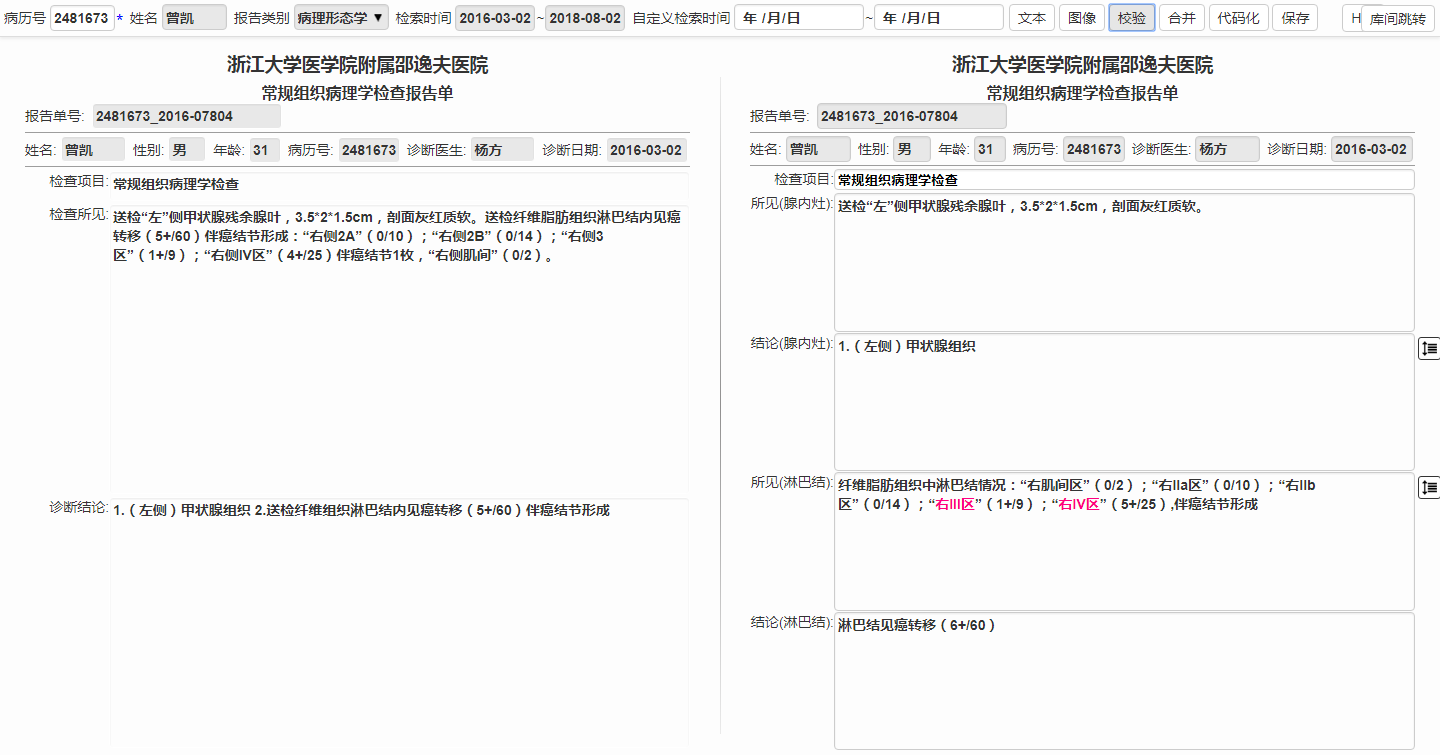 病历号 2481673 * 姓名 曾凯 报告类别 病理形态学 ▼ 检索时间 2016-03-02 ~ 2018-08-02 自定义检索时间 年 /月/日 ~ 年 /月/日 文本 图像 校验 合并 代码化 保存 H 库间跳转
浙江大学医学院附属邵逸夫医院
常规组织病理学检查报告单
报告单号: 2481673_2016-07804
姓名: 曾凯 性别: 男 年龄: 31 病历号: 2481673 诊断医生: 杨方 诊断日期: 2016-03-02
检查项目: 常规组织病理学检查
检查所见: 送检“左”侧甲状腺残余腺叶，3.5*2*1.5cm，剖面灰红质软。送检纤维脂肪组织淋巴结内见癌
转移（5+/60）伴癌结节形成：“右侧2A”（0/10）；“右侧2B”（0/14）；“右侧3
区”（1+/9）；“右侧IV区”（4+/25）伴癌结节1枚，“右侧肌间”（0/2）。
诊断结论: 1.（左侧）甲状腺组织 2.送检纤维组织淋巴结内见癌转移（5+/60）伴癌结节形成
浙江大学医学院附属邵逸夫医院
常规组织病理学检查报告单
报告单号: 2481673_2016-07804
姓名: 曾凯 性别: 男 年龄: 31 病历号: 2481673 诊断医生: 杨方 诊断日期: 2016-03-02
检查项目: 常规组织病理学检查
所见(腺内灶): 送检“左”侧甲状腺残余腺叶，3.5*2*1.5cm，剖面灰红质软。
结论(腺内灶): 1.（左侧）甲状腺组织
所见(淋巴结): 纤维脂肪组织中淋巴结情况：“右肌间区”（0/2）；“右IIa区”（0/10）；“右IIb
区”（0/14）；“右III区”（1+/9）；“右IV区”（5+/25）,伴癌结节形成
结论(淋巴结): 淋巴结见癌转移（6+/60）